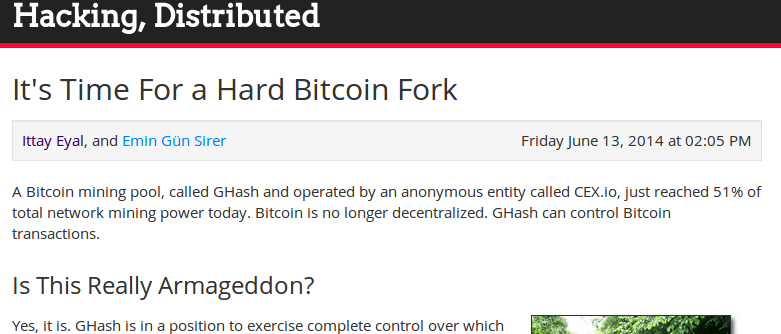 Hacking, Distributed
It's Time For a Hard Bitcoin Fork
Ittay Eyal, and Emin Gün Sirer Friday June 13, 2014 at 02:05 PM
A Bitcoin mining pool, called GHash and operated by an anonymous entity called CEX.io, just reached 51% of
total network mining power today. Bitcoin is no longer decentralized. GHash can control Bitcoin
transactions.
Is This Really Armageddon?
Yes, it is. GHash is in a position to exercise complete control over which